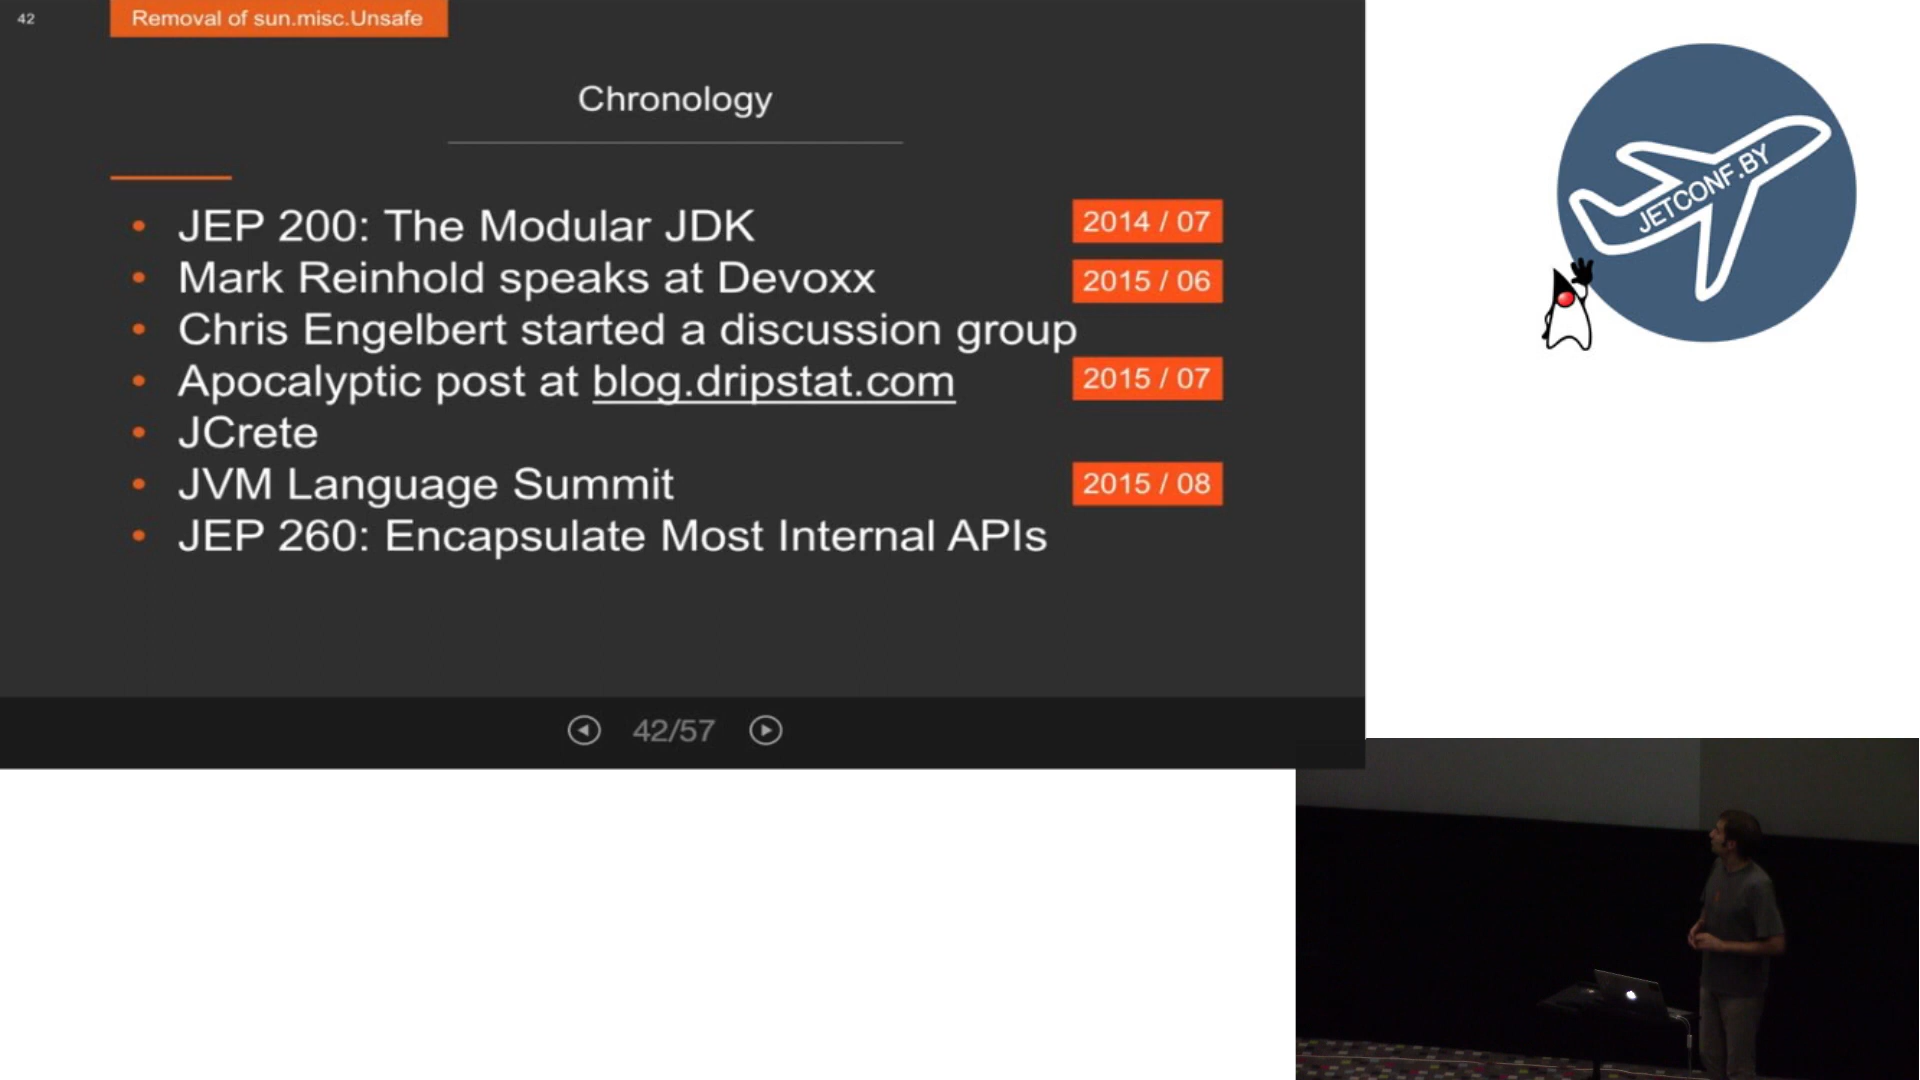 42
Removal of sun.misc.Unsafe
Chronology
JEP 200: The Modular JDK 2014 / 07
Mark Reinhold speaks at Devoxx 2015 / 06
Chris Engelbert started a discussion group
Apocalyptic post at blog.dripstat.com 2015 / 07
JCrete
JVM Language Summit 2015 / 08
JEP 260: Encapsulate Most Internal APIs
42/57
JETCONF.BY